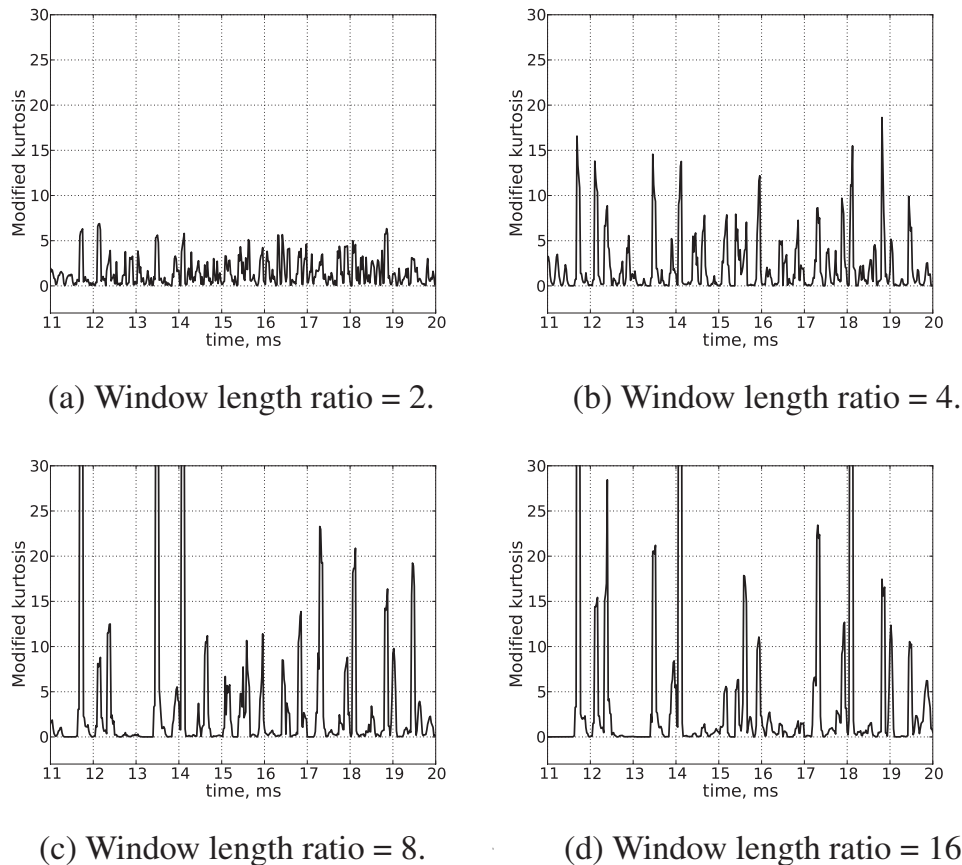 30
25
20
15
10
5
0
Modified kurtosis
11 12 13 14 15 16 17 18 19 20
time, ms
(a) Window length ratio = 2.
30
25
20
15
10
5
0
Modified kurtosis
11 12 13 14 15 16 17 18 19 20
time, ms
(b) Window length ratio = 4.
30
25
20
15
10
5
0
Modified kurtosis
11 12 13 14 15 16 17 18 19 20
time, ms
(c) Window length ratio = 8.
30
25
20
15
10
5
0
Modified kurtosis
11 12 13 14 15 16 17 18 19 20
time, ms
(d) Window length ratio = 16